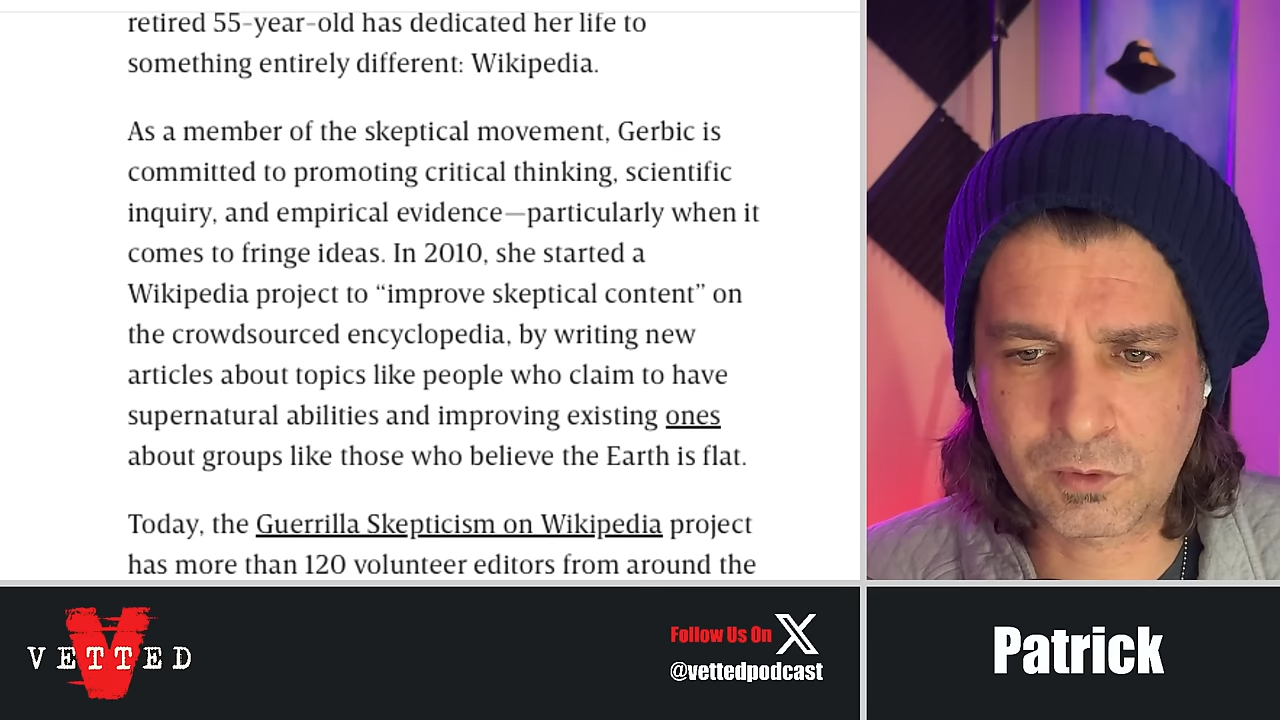 retired 55-year-old has dedicated her life to
something entirely different: Wikipedia.
As a member of the skeptical movement, Gerbic is
committed to promoting critical thinking, scientific
inquiry, and empirical evidence—particularly when it
comes to fringe ideas. In 2010, she started a
Wikipedia project to “improve skeptical content” on
the crowdsourced encyclopedia, by writing new
articles about topics like people who claim to have
supernatural abilities and improving existing ones
about groups like those who believe the Earth is flat.
Today, the Guerrilla Skepticism on Wikipedia project
has more than 120 volunteer editors from around the
V
VETTED
Follow Us On X
@vettedpodcast
Patrick